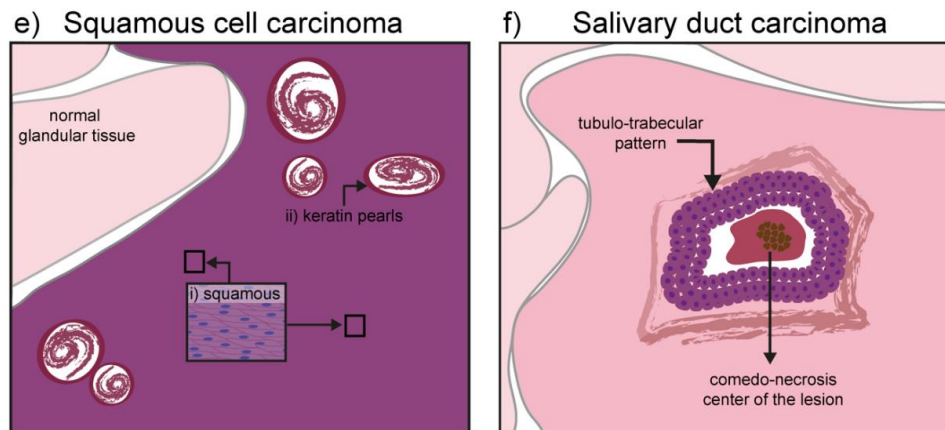 e) Squamous cell carcinoma
normal
glandular tissue
ii) keratin pearls
i) squamous
f) Salivary duct carcinoma
tubulo-trabecular
pattern
comedo-necrosis
center of the lesion